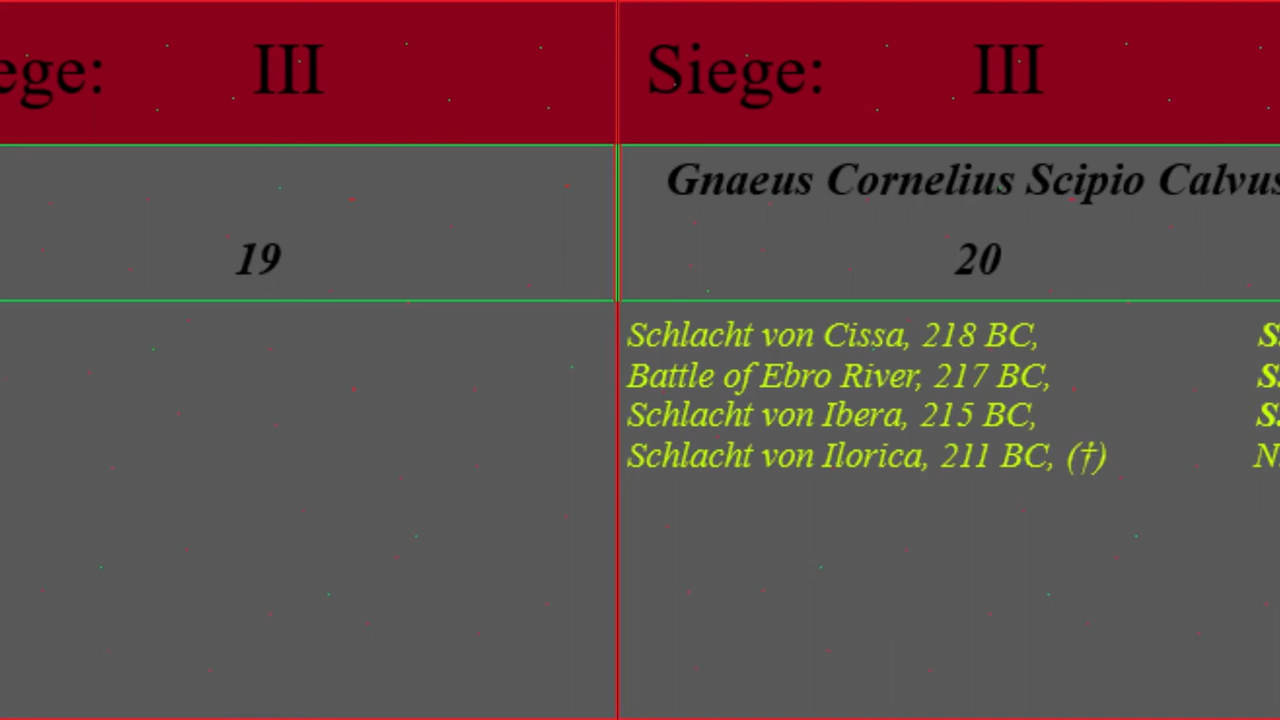 ege: III
Siege: III
Gnaeus Cornelius Scipio Calvus
19
20
Schlacht von Cissa, 218 BC, S
Battle of Ebro River, 217 BC, S
Schlacht von Ibera, 215 BC, S
Schlacht von Ilorica, 211 BC, (†) N